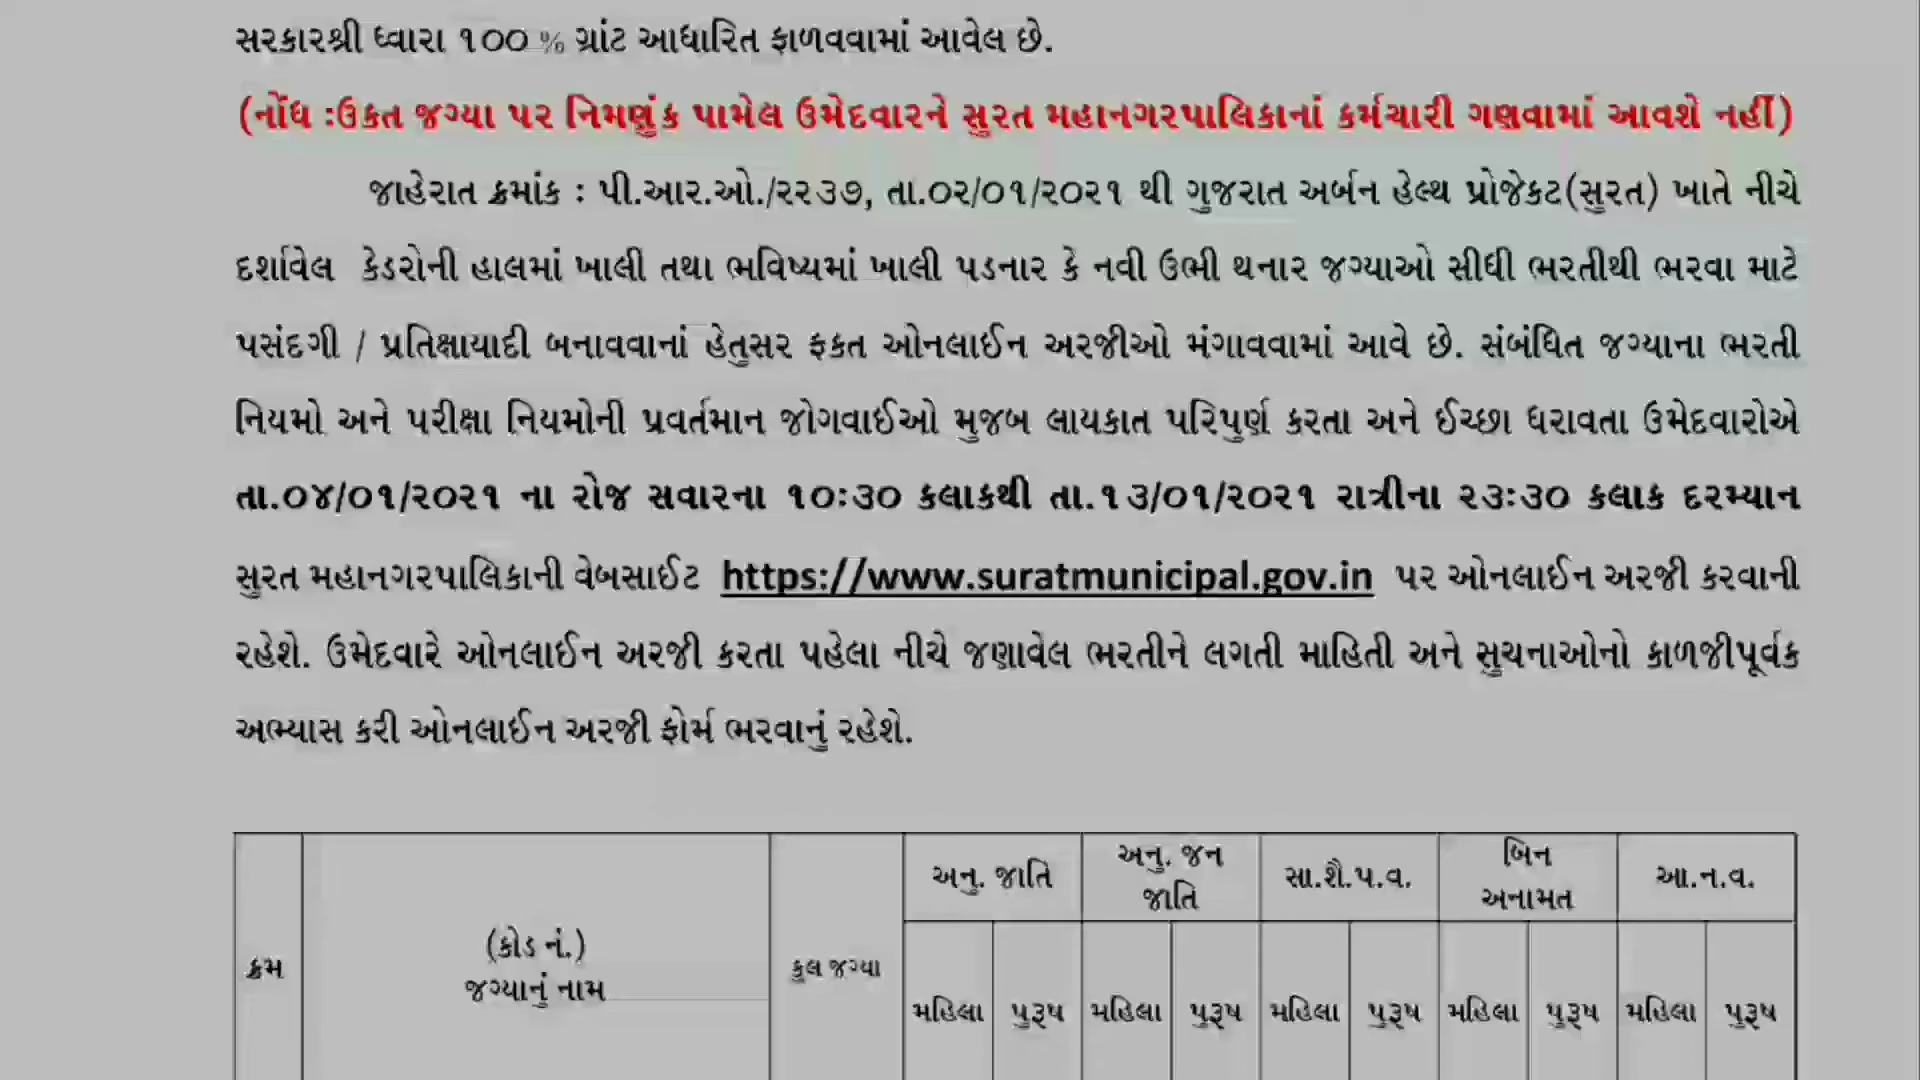 સરકારશ્રી ધ્વારા ૧૦૦ % ગ્રાંટ આધારિત ફાળવવામાં આવેલ છે.
(નોંધ :ઉકત જગ્યા પર નિમણુંક પામેલ ઉમેદવારને સુરત મહાનગરપાલિકાનાં કર્મચારી ગણવામાં આવશે નહીં)
જાહેરાત ક્રમાંક : પી.આર.ઓ./૨૨૩૭, તા.૦૨/૦૧/૨૦૨૧ થી ગુજરાત અર્બન હેલ્થ પ્રોજેકટ(સુરત) ખાતે નીચે
દર્શાવેલ કેડરોની હાલમાં ખાલી તથા ભવિષ્યમાં ખાલી પડનાર કે નવી ઉભી થનાર જગ્યાઓ સીધી ભરતીથી ભરવા માટે
પસંદગી / પ્રતિક્ષાયાદી બનાવવાનાં હેતુસર ફકત ઓનલાઈન અરજીઓ મંગાવવામાં આવે છે. સંબંધિત જગ્યાના ભરતી
નિયમો અને પરીક્ષા નિયમોની પ્રવર્તમાન જોગવાઈઓ મુજબ લાયકાત પરિપુર્ણ કરતા અને ઈચ્છા ધરાવતા ઉમેદવારોએ
તા.૦૪/૦૧/૨૦૨૧ ના રોજ સવારના ૧૦:૩૦ કલાકથી તા.૧૩/૦૧/૨૦૨૧ રાત્રીના ૨૩:૩૦ કલાક દરમ્યાન
સુરત મહાનગરપાલિકાની વેબસાઈટ https://www.suratmunicipal.gov.in પર ઓનલાઈન અરજી કરવાની
રહેશે. ઉમેદવારે ઓનલાઈન અરજી કરતા પહેલા નીચે જણાવેલ ભરતીને લગતી માહિતી અને સુચનાઓનો કાળજીપૂર્વક
અભ્યાસ કરી ઓનલાઈન અરજી ફોર્મ ભરવાનું રહેશે.
ક્રમ (કોડ નં.) કુલ જગ્યા અનુ. જાતિ અનુ. જન સા.શૈ.પ.વ. બિન આ.ન.વ.
જગ્યાનું નામ જાતિ અનામત
મહિલા પુરૂષ મહિલા પુરૂષ મહિલા પુરૂષ મહિલા પુરૂષ મહિલા પુરૂષ